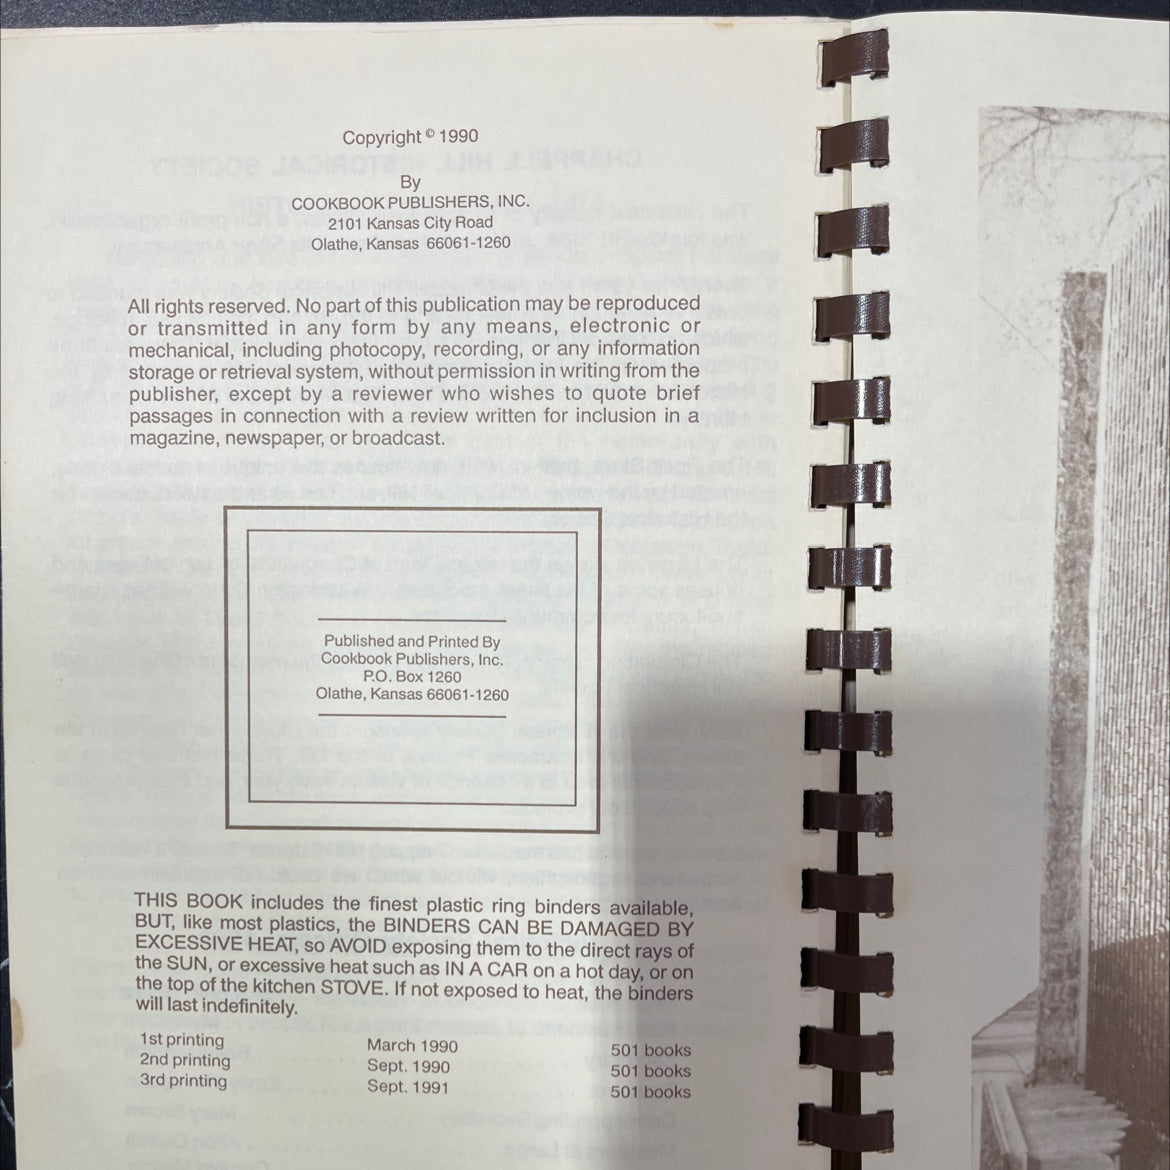 Copyright © 1990
By
COOKBOOK PUBLISHERS, INC.
2101 Kansas City Road
Olathe, Kansas 66061-1260
All rights reserved. No part of this publication may be reproduced
or transmitted in any form by any means, electronic or
mechanical, including photocopy, recording, or any information
storage or retrieval system, without permission in writing from the
publisher, except by a reviewer who wishes to quote brief
passages in connection with a review written for inclusion in a
magazine, newspaper, or broadcast.
Published and Printed By
Cookbook Publishers, Inc.
P.O. Box 1260
Olathe, Kansas 66061-1260
THIS BOOK includes the finest plastic ring binders available,
BUT, like most plastics, the BINDERS CAN BE DAMAGED BY
EXCESSIVE HEAT, so AVOID exposing them to the direct rays of
the SUN, or excessive heat such as IN A CAR on a hot day, or on
the top of the kitchen STOVE. If not exposed to heat, the binders
will last indefinitely.
1st printing March 1990 501 books
2nd printing Sept. 1990 501 books
3rd printing Sept. 1991 501 books